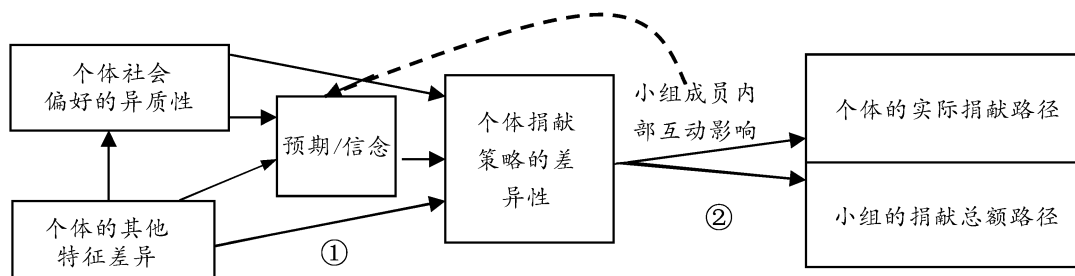 个体社会
偏好的异质性
预期/信念
个体的其他
特征差异
①
个体捐献
策略的差
异性
小组成员内
部互动影响
②
个体的实际捐献路径
小组的捐献总额路径